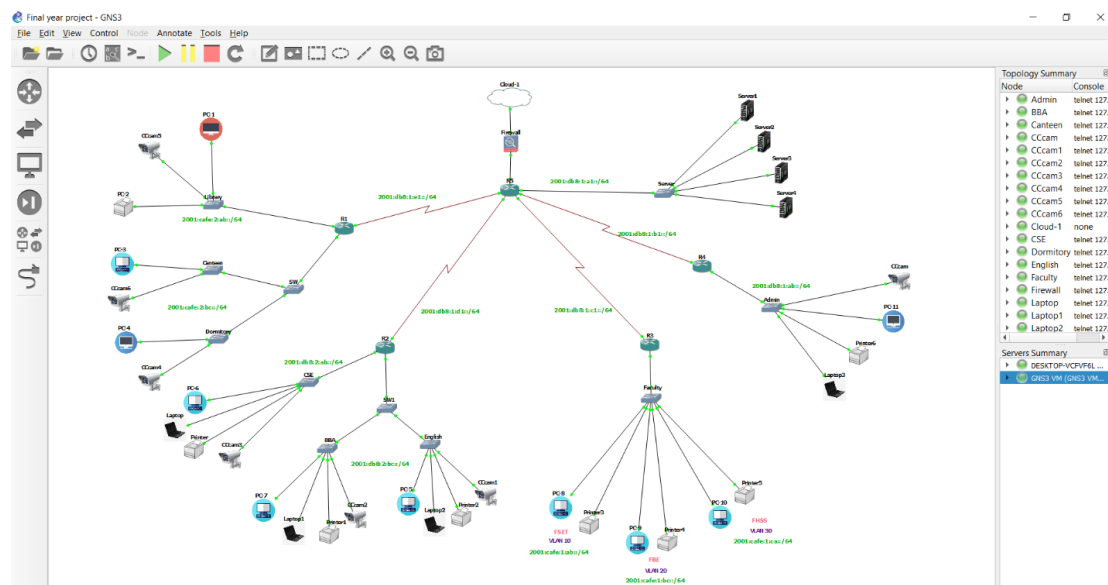 Final year project - GNS3
File Edit View Control Node Annotate Tools Help
Topology Summary
Node Console
Admin telnet 127.
BBA telnet 127.
Canteen telnet 127.
CCcam telnet 127.
CCcam1 telnet 127.
CCcam2 telnet 127.
CCcam3 telnet 127.
CCcam4 telnet 127.
CCcam5 telnet 127.
CCcam6 telnet 127.
Cloud-1 none
CSE telnet 127.
Dormitory telnet 127.
English telnet 127.
Faculty telnet 127.
Firewall telnet 127.
Laptop telnet 127.
Laptop1 telnet 127.
Laptop2 telnet 127.
Servers Summary
DESKTOP-VCFVF6L ...
GNS3 VM (GNS3 VM...
Cloud-1
Firewall
R5
2001:db8:1:a1::/64
Server
Server1
Server2
Server3
Server4
PC-1
CCcam5
PC-2
Library
2001:cafe:2:ab::/64
R1
2001:db8:1:e1::/64
PC-3
Canteen
SW
CCcam6
2001:cafe:2:bc::/64
PC-4
Dormitory
CCcam4
2001:db8:1:d1::/64
R2
2001:db8:2:ab::/64
CSE
PC-6
Laptop
Printer
CCcam3
SW1
BBA
English
2001:db8:2:bc::/64
PC-7
Laptop1
Printer1
CCcam2
PC-5
Laptop2
Printer2
CCcam1
2001:db8:1:c1::/64
R3
Faculty
PC-8
Printer3
FSIT
VLAN 10
2001:cafe:1:ab::/64
PC-9
Printer4
FBE
VLAN 20
2001:cafe:1:bc::/64
PC-10
Printer5
FHSS
VLAN 30
2001:cafe:1:ca::/64
2001:db8:1:b1::/64
R4
Admin
2001:db8:1:ab::/64
CCcam
PC-11
Printer6
Laptop3